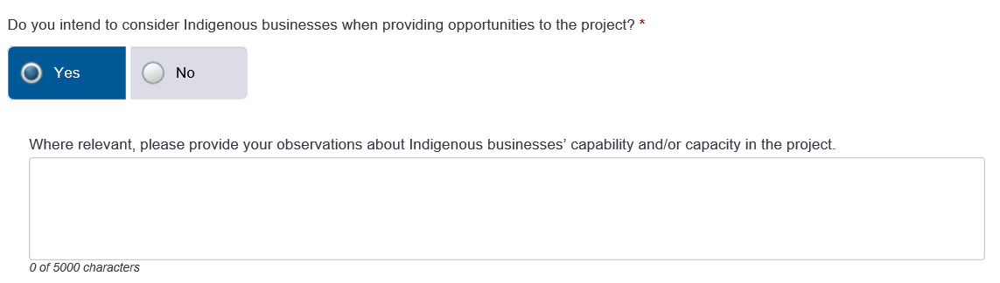 Do you intend to consider Indigenous businesses when providing opportunities to the project? *
Yes
No
Where relevant, please provide your observations about Indigenous businesses’ capability and/or capacity in the project.
0 of 5000 characters